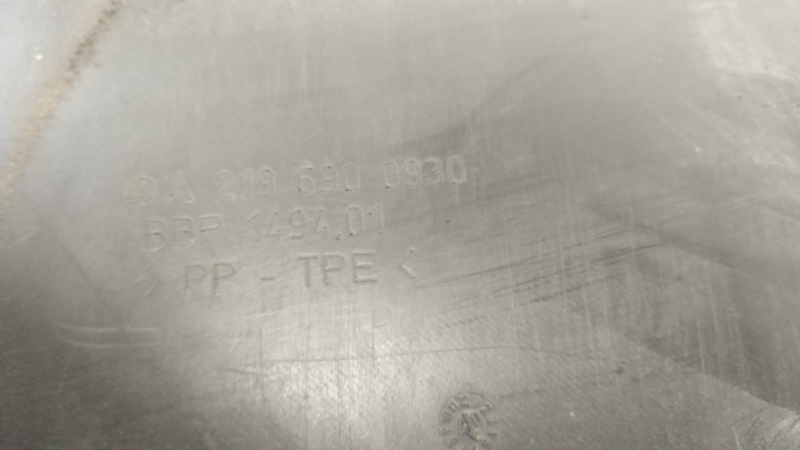 A 219 690 0930
BBP 1494.01
> PP - TPE <